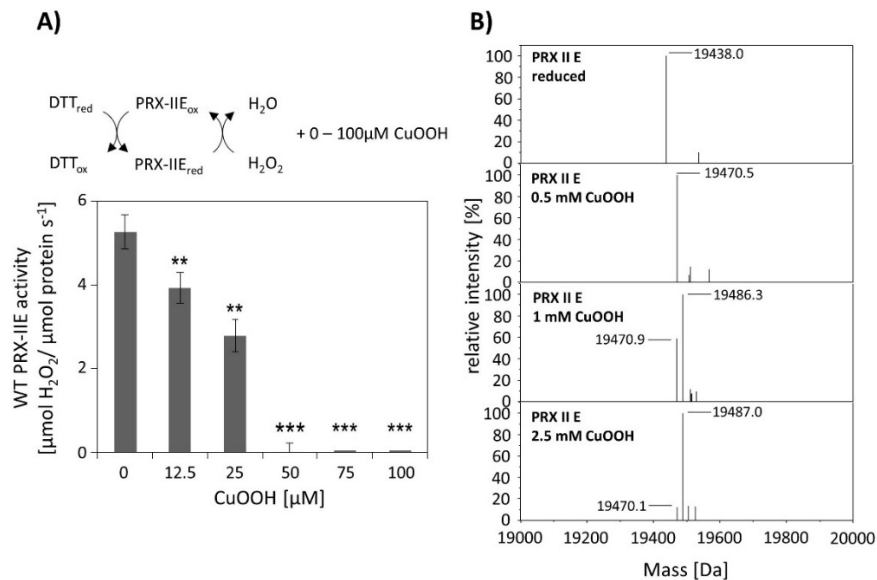 A)
DTTred
PRX-IIEox
H2O
+ 0 – 100µM CuOOH
DTTox
PRX-IIEred
H2O2
WT PRX-IIE activity
[µmol H2O2/ µmol protein s-1]
6
4
2
0
**
**
***
***
***
0
12.5
25
50
75
100
CuOOH [µM]
B)
relative intensity [%]
PRX II E
reduced
19438.0
100
80
60
40
20
0
PRX II E
0.5 mM CuOOH
19470.5
100
80
60
40
20
0
PRX II E
1 mM CuOOH
19486.3
19470.9
100
80
60
40
20
0
PRX II E
2.5 mM CuOOH
19487.0
19470.1
100
80
60
40
20
0
19000
19200
19400
19600
19800
20000
Mass [Da]